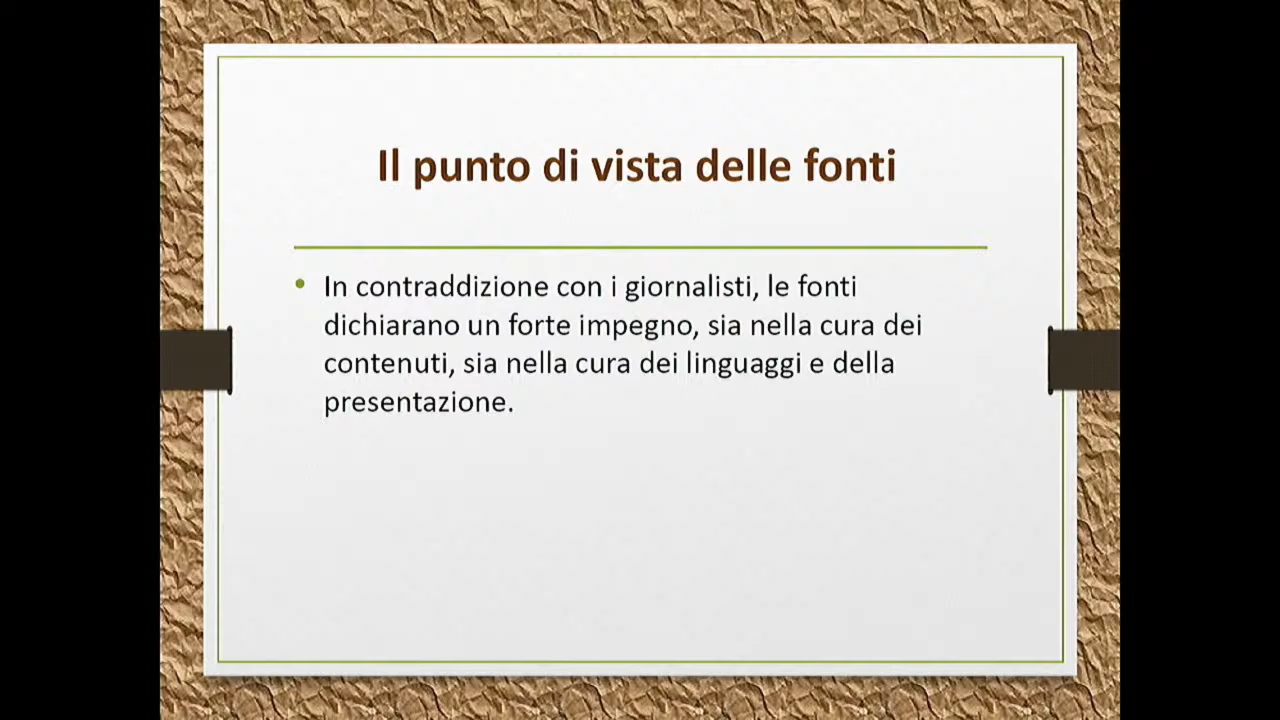 Il punto di vista delle fonti
• In contraddizione con i giornalisti, le fonti
dichiarano un forte impegno, sia nella cura dei
contenuti, sia nella cura dei linguaggi e della
presentazione.